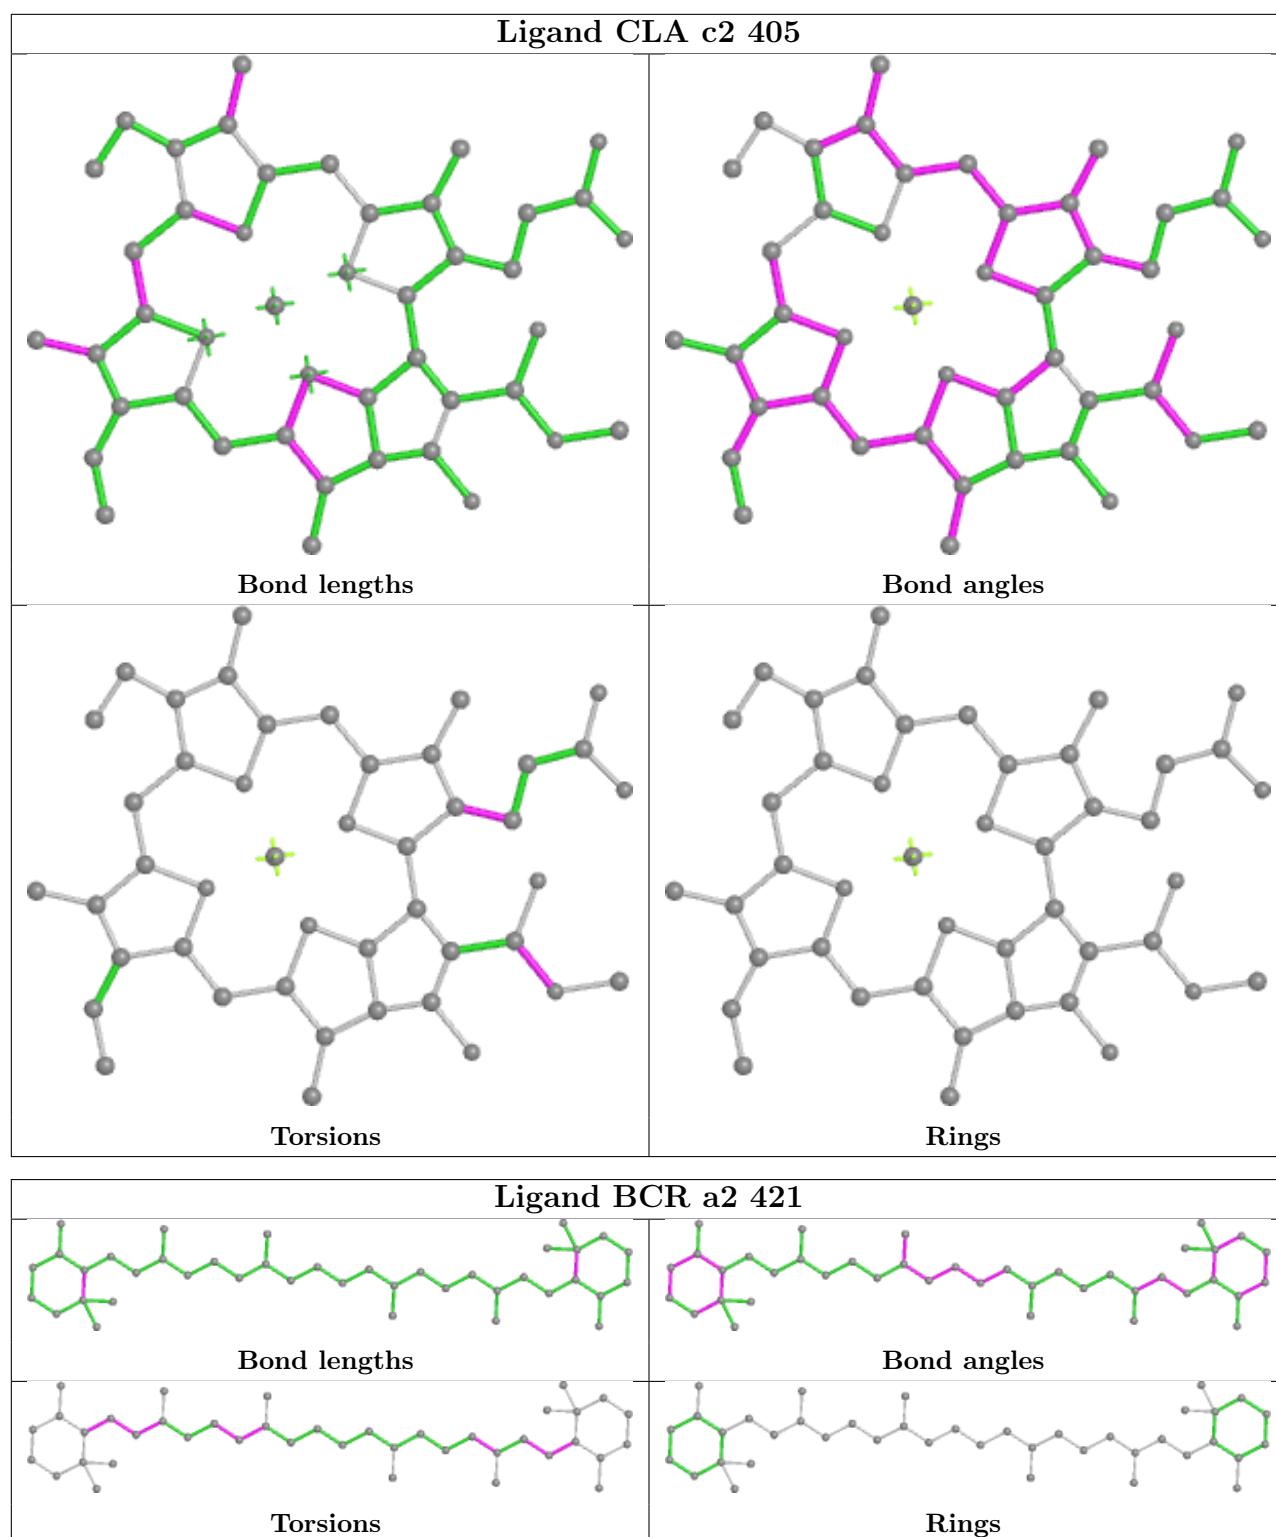 Ligand CLA c2 405
Bond lengths
Bond angles
Torsions
Rings
Ligand BCR a2 421
Bond lengths
Bond angles
Torsions
Rings